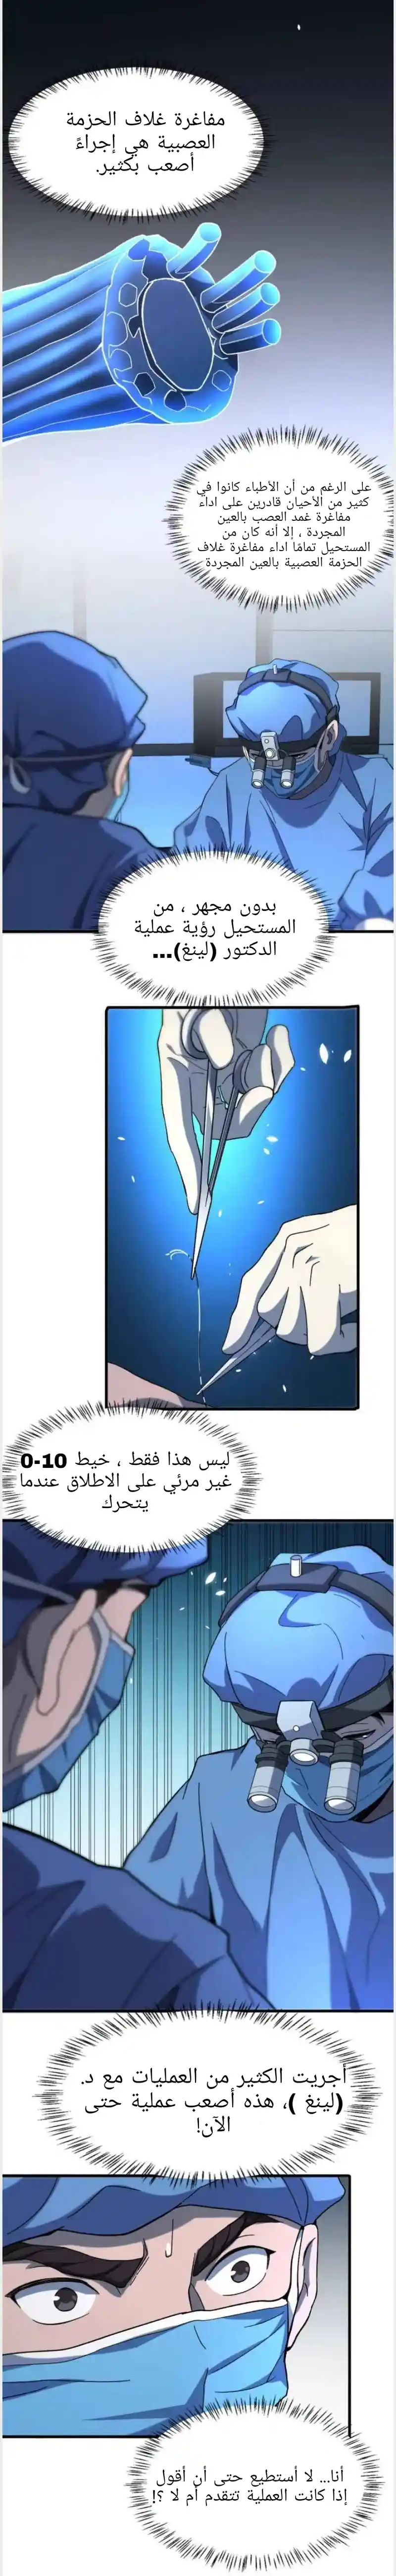 مفاغرة غلاف الحزمة
العصبية هي إجراءً
أصعب بكثير.
على الرغم من أن الأطباء كانوا في
كثير من الأحيان قادرين على اداء
مفاغرة غمد العصب بالعين
المجردة ، إلا أنه كان من
المستحيل تمامًا اداء مفاغرة غلاف
الحزمة العصبية بالعين المجردة
بدون مجهر ، من
المستحيل رؤية عملية
الدكتور (لينغ)...
ليس هذا فقط ، خيط 10-0
غير مرئي على الاطلاق عندما
يتحرك
أجريت الكثير من العمليات مع د.
(لينغ )، هذه أصعب عملية حتى
الآن!
أنا... لا أستطيع حتى أن أقول
إذا كانت العملية تتقدم أم لا ؟!